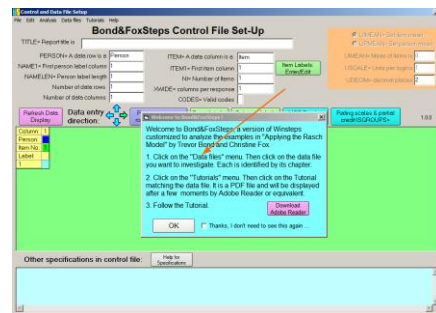 Control and Data File Set-Up
File Edit Analysis Data files Tutorials Help
Bond&FoxSteps Control File Set-Up
TITLE= Report title is
PERSON= A data row is a Person
ITEM= A data column is a Item
NAME1= First person label column 1
ITEM1= First item column 1
NAMELEN= Person label length 1
NI= Number of items 1
Number of data rows 1
XWIDE= columns per response 1
Number of data columns 1
CODES= Valid codes
Item Labels:
Enter/Edit
UIMEAN= Set item mean
UPMEAN= Set person mean
UIMEAN= Mean of items is 0
USCALE= Units per logit is 1
UDECIM= decimal places 2
Refresh Data
Display
Data entry
direction:
Rating scales & partial
credit ISGROUPS=
1.0.0
Column 1
Person
Item No. 1
Label
1
Welcome to Bond&FoxSteps!
Welcome to Bond&FoxSteps, a version of Winsteps
customized to analyze the examples in "Applying the Rasch
Model" by Trevor Bond and Christine Fox.
1. Click on the "Data files" menu. Then click on the data file
you want to investigate. Each is identified by its chapter.
2. Click on the "Tutorials" menu. Then click on the Tutorial
matching the data file. It is a PDF file and will be displayed
after a few moments by Adobe Reader or equivalent.
3. Follow the Tutorial.
Download
Adobe Reader
OK
Thanks, I don't need to see this again ...
Other specifications in control file:
Help for
Specifications